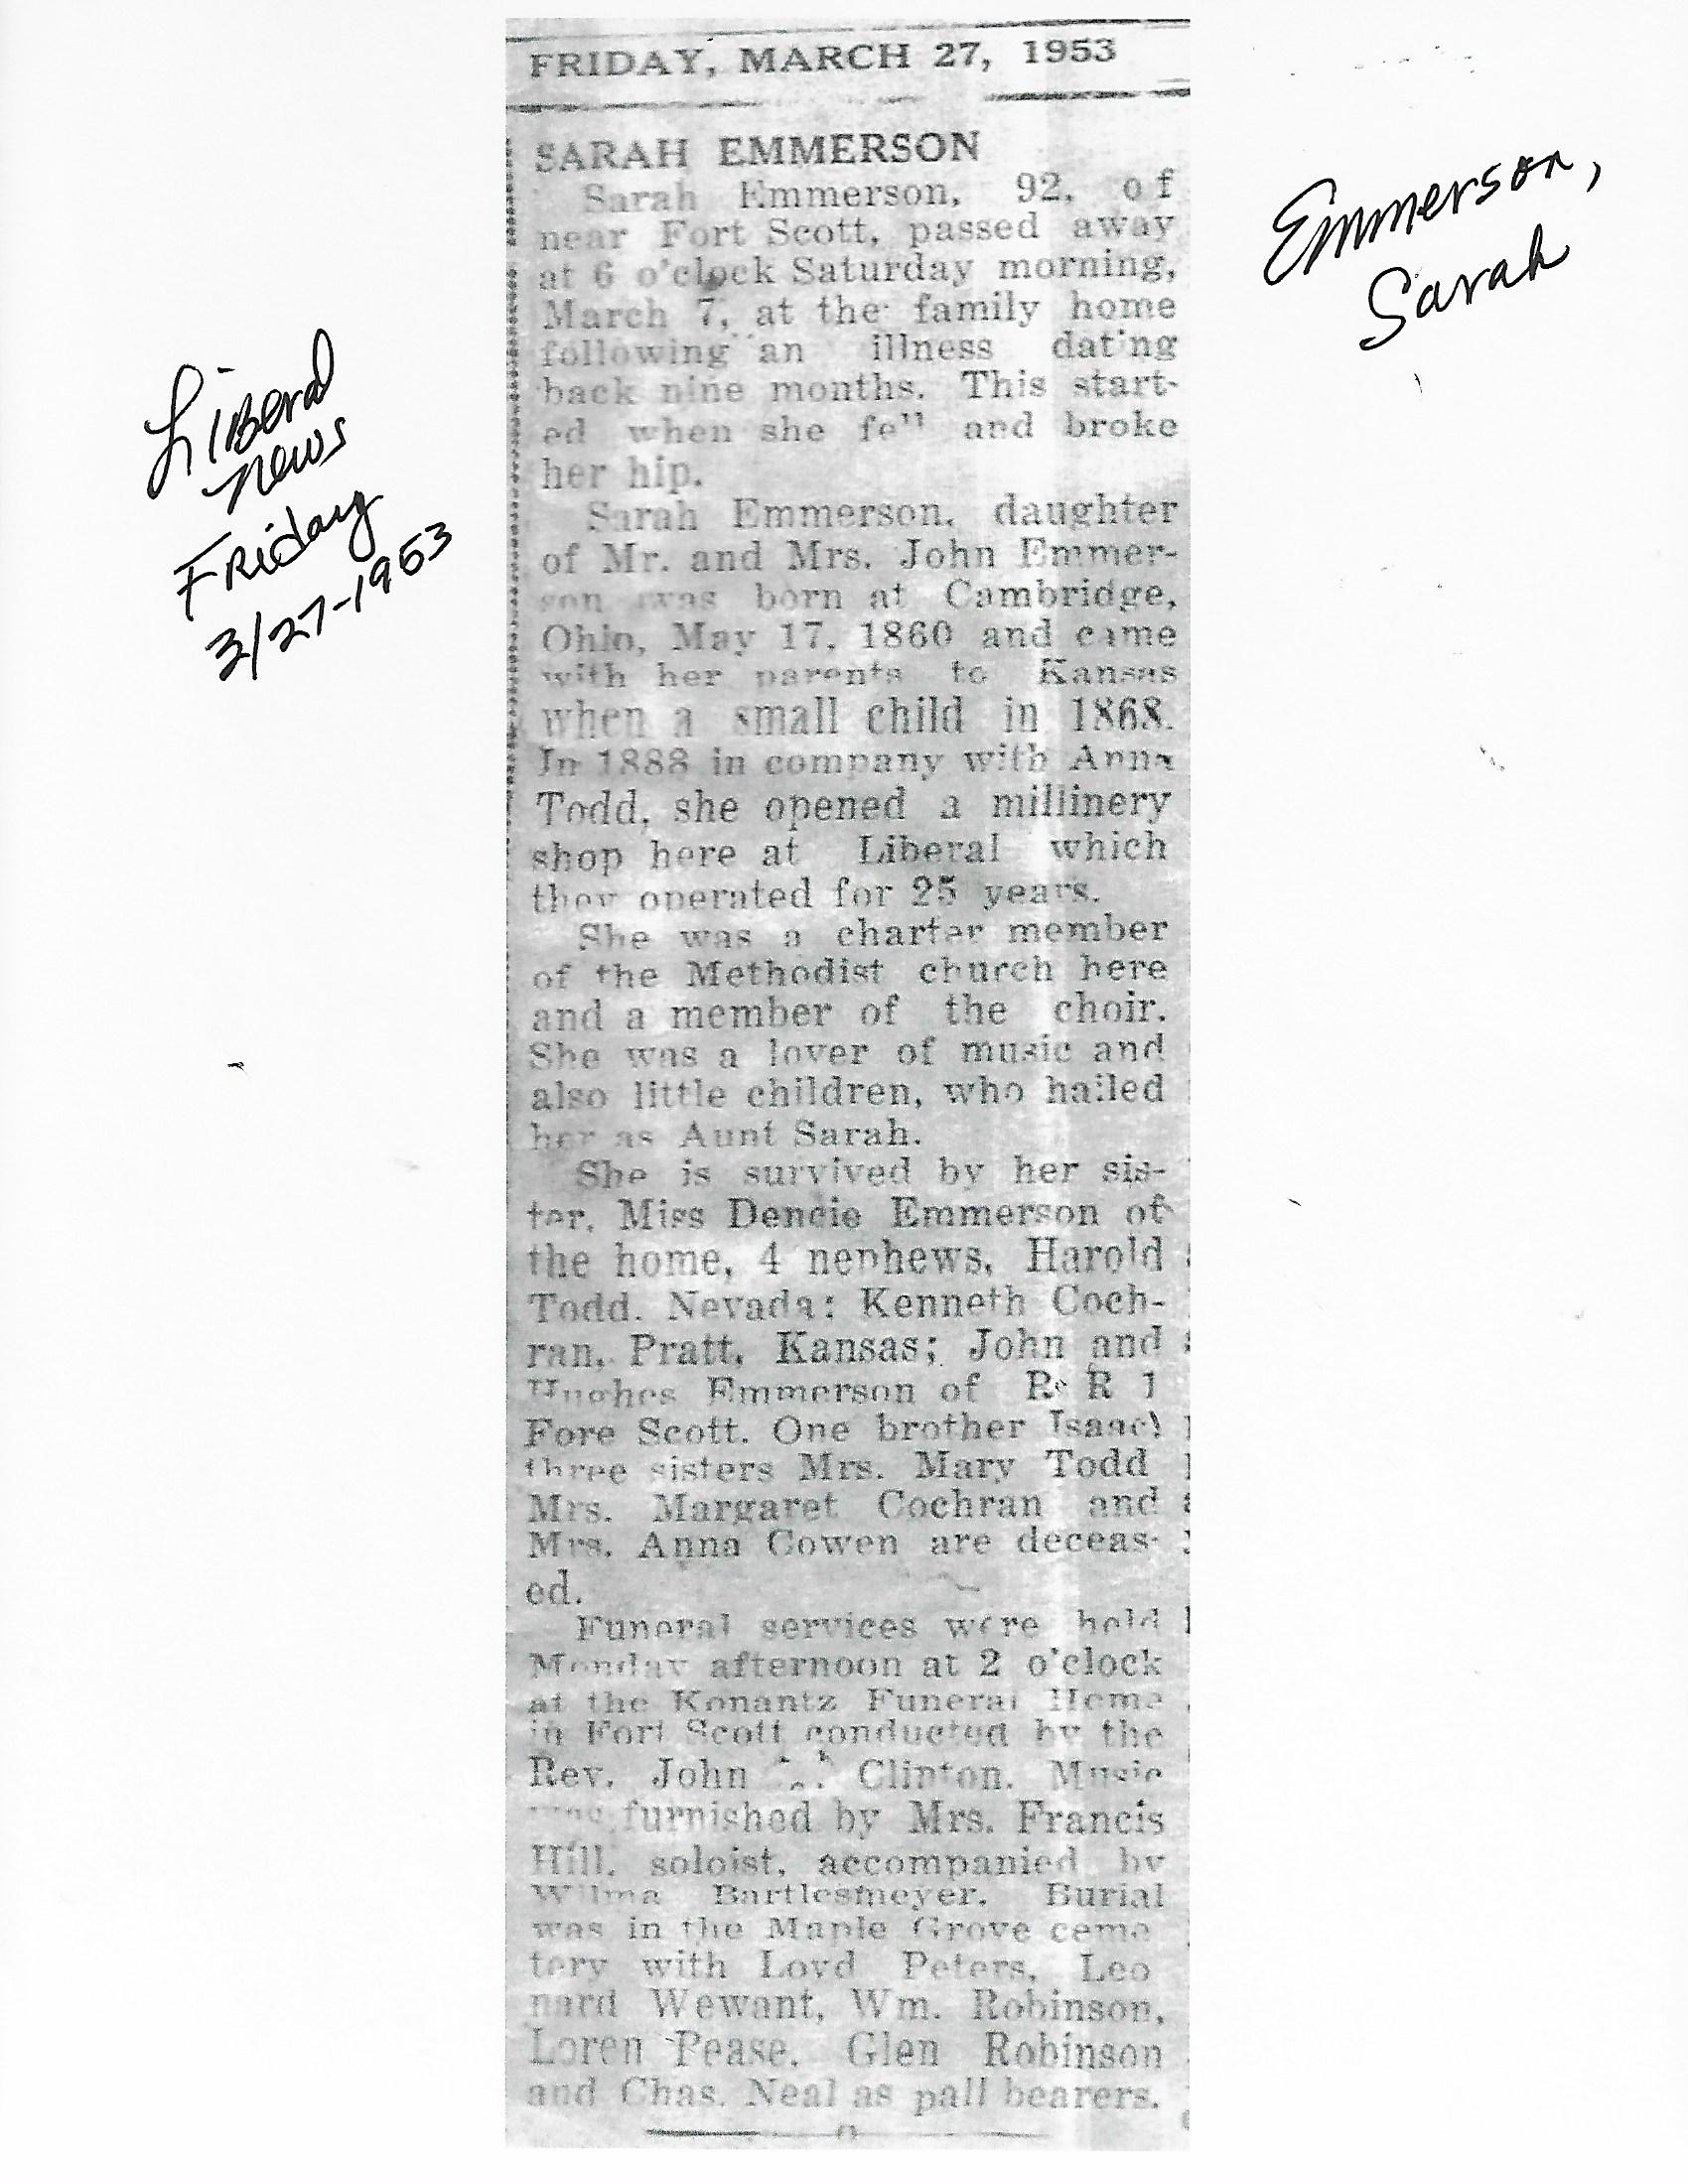 FRIDAY, MARCH 27, 1953
SARAH EMMERSON
Sarah Emmerson, 92, of
near Fort Scott, passed away
at 6 o'clock Saturday morning,
March 7, at the family home
following an illness dating
back nine months. This start-
ed when she fell and broke
her hip.
Sarah Emmerson, daughter
of Mr. and Mrs. John Emmer-
son was born at Cambridge,
Ohio, May 17, 1860 and came
with her parents to Kansas
when a small child in 1868.
In 1888 in company with Anna
Todd, she opened a millinery
shop here at Liberal which
they operated for 25 years.
She was a charter member
of the Methodist church here
and a member of the choir.
She was a lover of music and
also little children, who hailed
her as Aunt Sarah.
She is survived by her sis-
ter, Miss Dencie Emmerson of
the home, 4 nephews, Harold
Todd, Nevada; Kenneth Coch-
ran, Pratt, Kansas; John and
Hughes Emmerson of R R 1
Fore Scott. One brother Isaac,
three sisters Mrs. Mary Todd
Mrs. Margaret Cochran and
Mrs. Anna Cowen are deceas-
ed.
Funeral services were held
Monday afternoon at 2 o'clock
at the Konantz Funeral Home
in Fort Scott conducted by the
Rev. John Clinton. Music
was furnished by Mrs. Francis
Hill, soloist, accompanied by
Wilma Bartlesmeyer. Burial
was in the Maple Grove ceme
tery with Loyd Peters, Leo
nard Wewant, Wm. Robinson,
Loren Pease, Glen Robinson
and Chas. Neal as pall bearers.
Liberal
News
Friday
3/27-1953
Emmerson,
Sarah